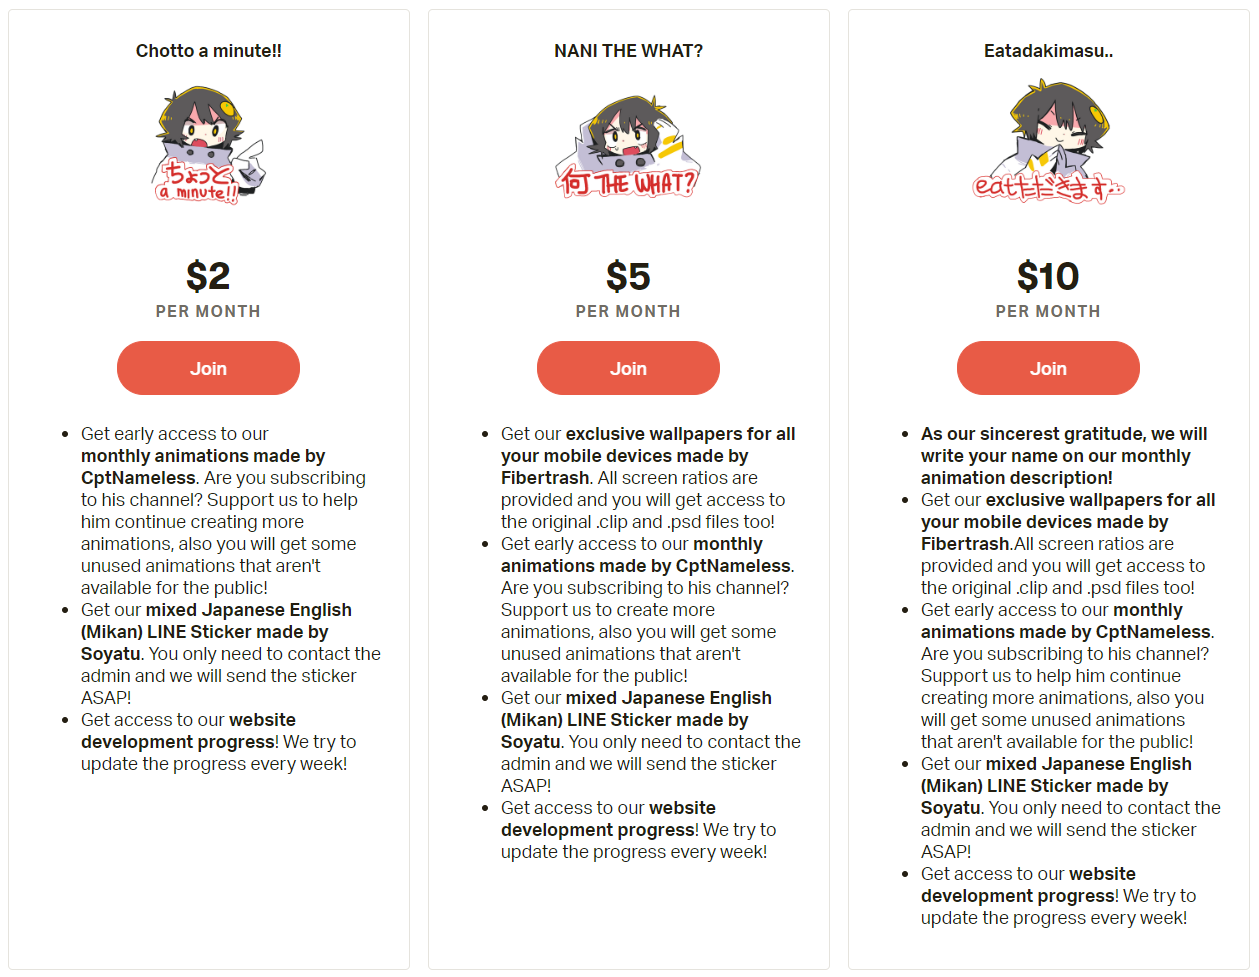 Chotto a minute!!
ちょっと
a minute!!
$2
PER MONTH
Join
• Get early access to our
monthly animations made by
CptNameless. Are you subscribing
to his channel? Support us to help
him continue creating more
animations, also you will get some
unused animations that aren't
available for the public!
• Get our mixed Japanese English
(Mikan) LINE Sticker made by
Soyatu. You only need to contact the
admin and we will send the sticker
ASAP!
• Get access to our website
development progress! We try to
update the progress every week!
NANI THE WHAT?
何 THE WHAT?
$5
PER MONTH
Join
• Get our exclusive wallpapers for all
your mobile devices made by
Fibertrash. All screen ratios are
provided and you will get access to
the original .clip and .psd files too!
• Get early access to our monthly
animations made by CptNameless.
Are you subscribing to his channel?
Support us to create more
animations, also you will get some
unused animations that aren't
available for the public!
• Get our mixed Japanese English
(Mikan) LINE Sticker made by
Soyatu. You only need to contact the
admin and we will send the sticker
ASAP!
• Get access to our website
development progress! We try to
update the progress every week!
Eatadakimasu..
eatただきます..
$10
PER MONTH
Join
• As our sincerest gratitude, we will
write your name on our monthly
animation description!
• Get our exclusive wallpapers for all
your mobile devices made by
Fibertrash.All screen ratios are
provided and you will get access to
the original .clip and .psd files too!
• Get early access to our monthly
animations made by CptNameless.
Are you subscribing to his channel?
Support us to help him continue
creating more animations, also you
will get some unused animations
that aren't available for the public!
• Get our mixed Japanese English
(Mikan) LINE Sticker made by
Soyatu. You only need to contact the
admin and we will send the sticker
ASAP!
• Get access to our website
development progress! We try to
update the progress every week!